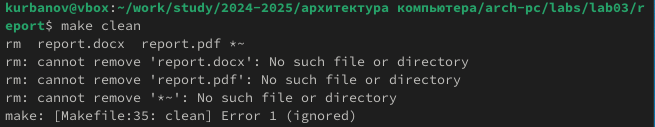 kurbanov@vbox:~/work/study/2024-2025/архитектура компьютера/arch-pc/labs/lab03/r
eport$ make clean
rm  report.docx  report.pdf *~
rm: cannot remove 'report.docx': No such file or directory
rm: cannot remove 'report.pdf': No such file or directory
rm: cannot remove '*~': No such file or directory
make: [Makefile:35: clean] Error 1 (ignored)